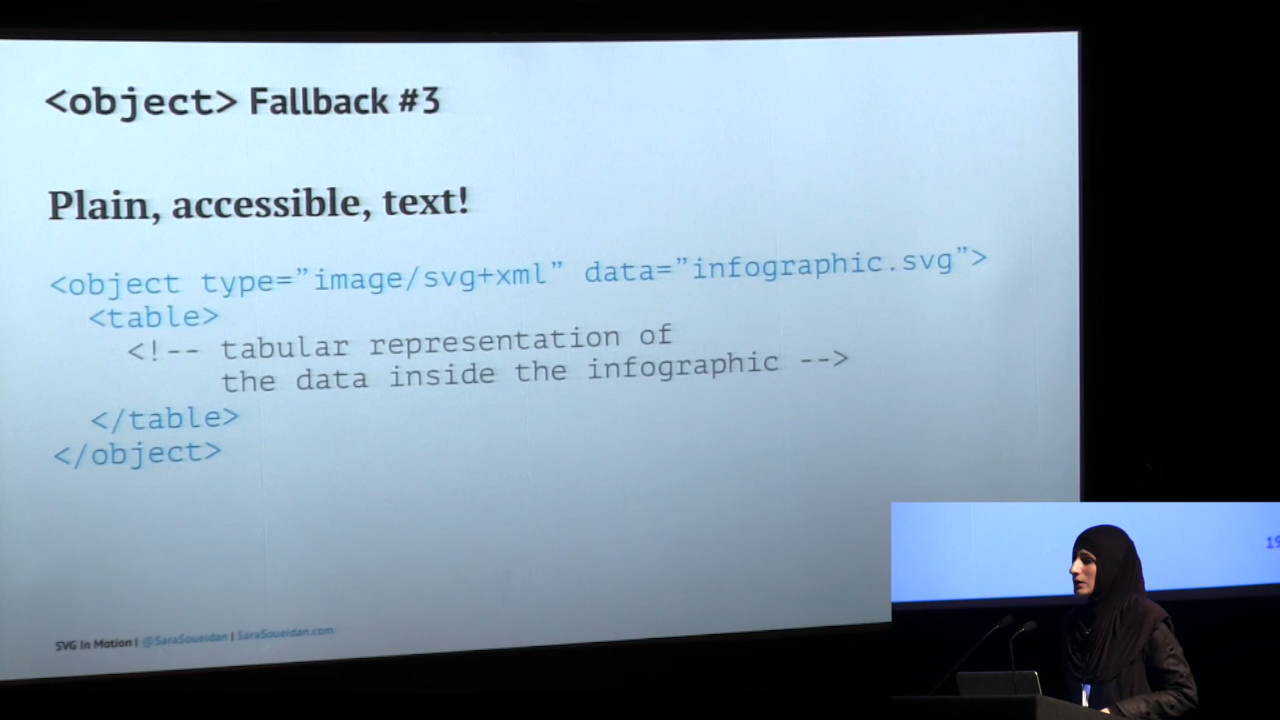 <object> Fallback #3
Plain, accessible, text!
<object type=”image/svg+xml” data=”infographic.svg”>
<table>
<!-- tabular representation of
the data inside the infographic -->
</table>
</object>
SVG In Motion | @SaraSoueidan | SaraSoueidan.com
19